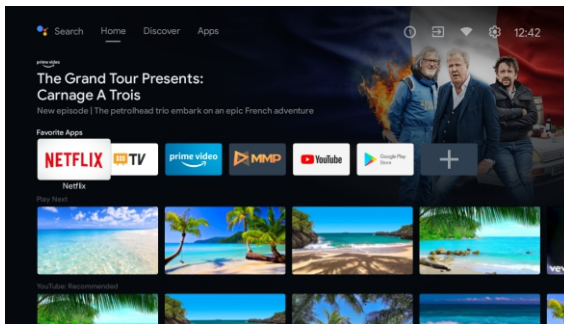 Search Home Discover Apps 12:42
prime video
The Grand Tour Presents:
Carnage A Trois
New episode | The petrolhead trio embark on an epic French adventure
Favorite Apps
NETFLIX TV prime video MMP YouTube Google Play Store
Netflix
Play Next
YouTube: Recommended
vev